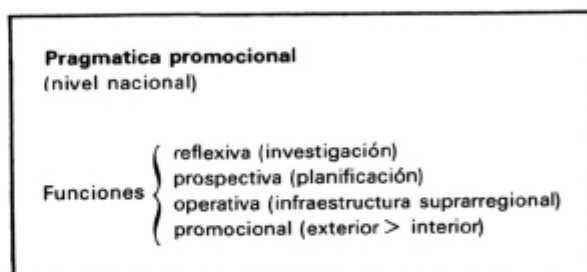 Pragmatica promocional
(nivel nacional)
reflexiva (investigación)
prospectiva (planificación)
Funciones
operativa (infraestructura suprarregional)
promocional (exterior > interior)